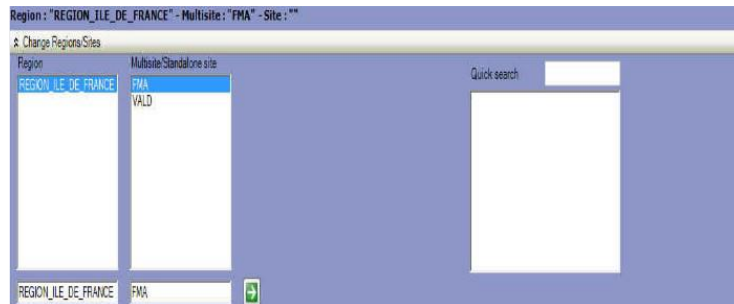 Region : "REGION_ILE_DE_FRANCE" - Multisite : "FMA" - Site : ""
Change Regions/Sites
Region
Multisite/Standalone site
Quick search
REGION_ILE_DE_FRANCE
FMA
VALD
REGION_ILE_DE_FRANCE
FMA